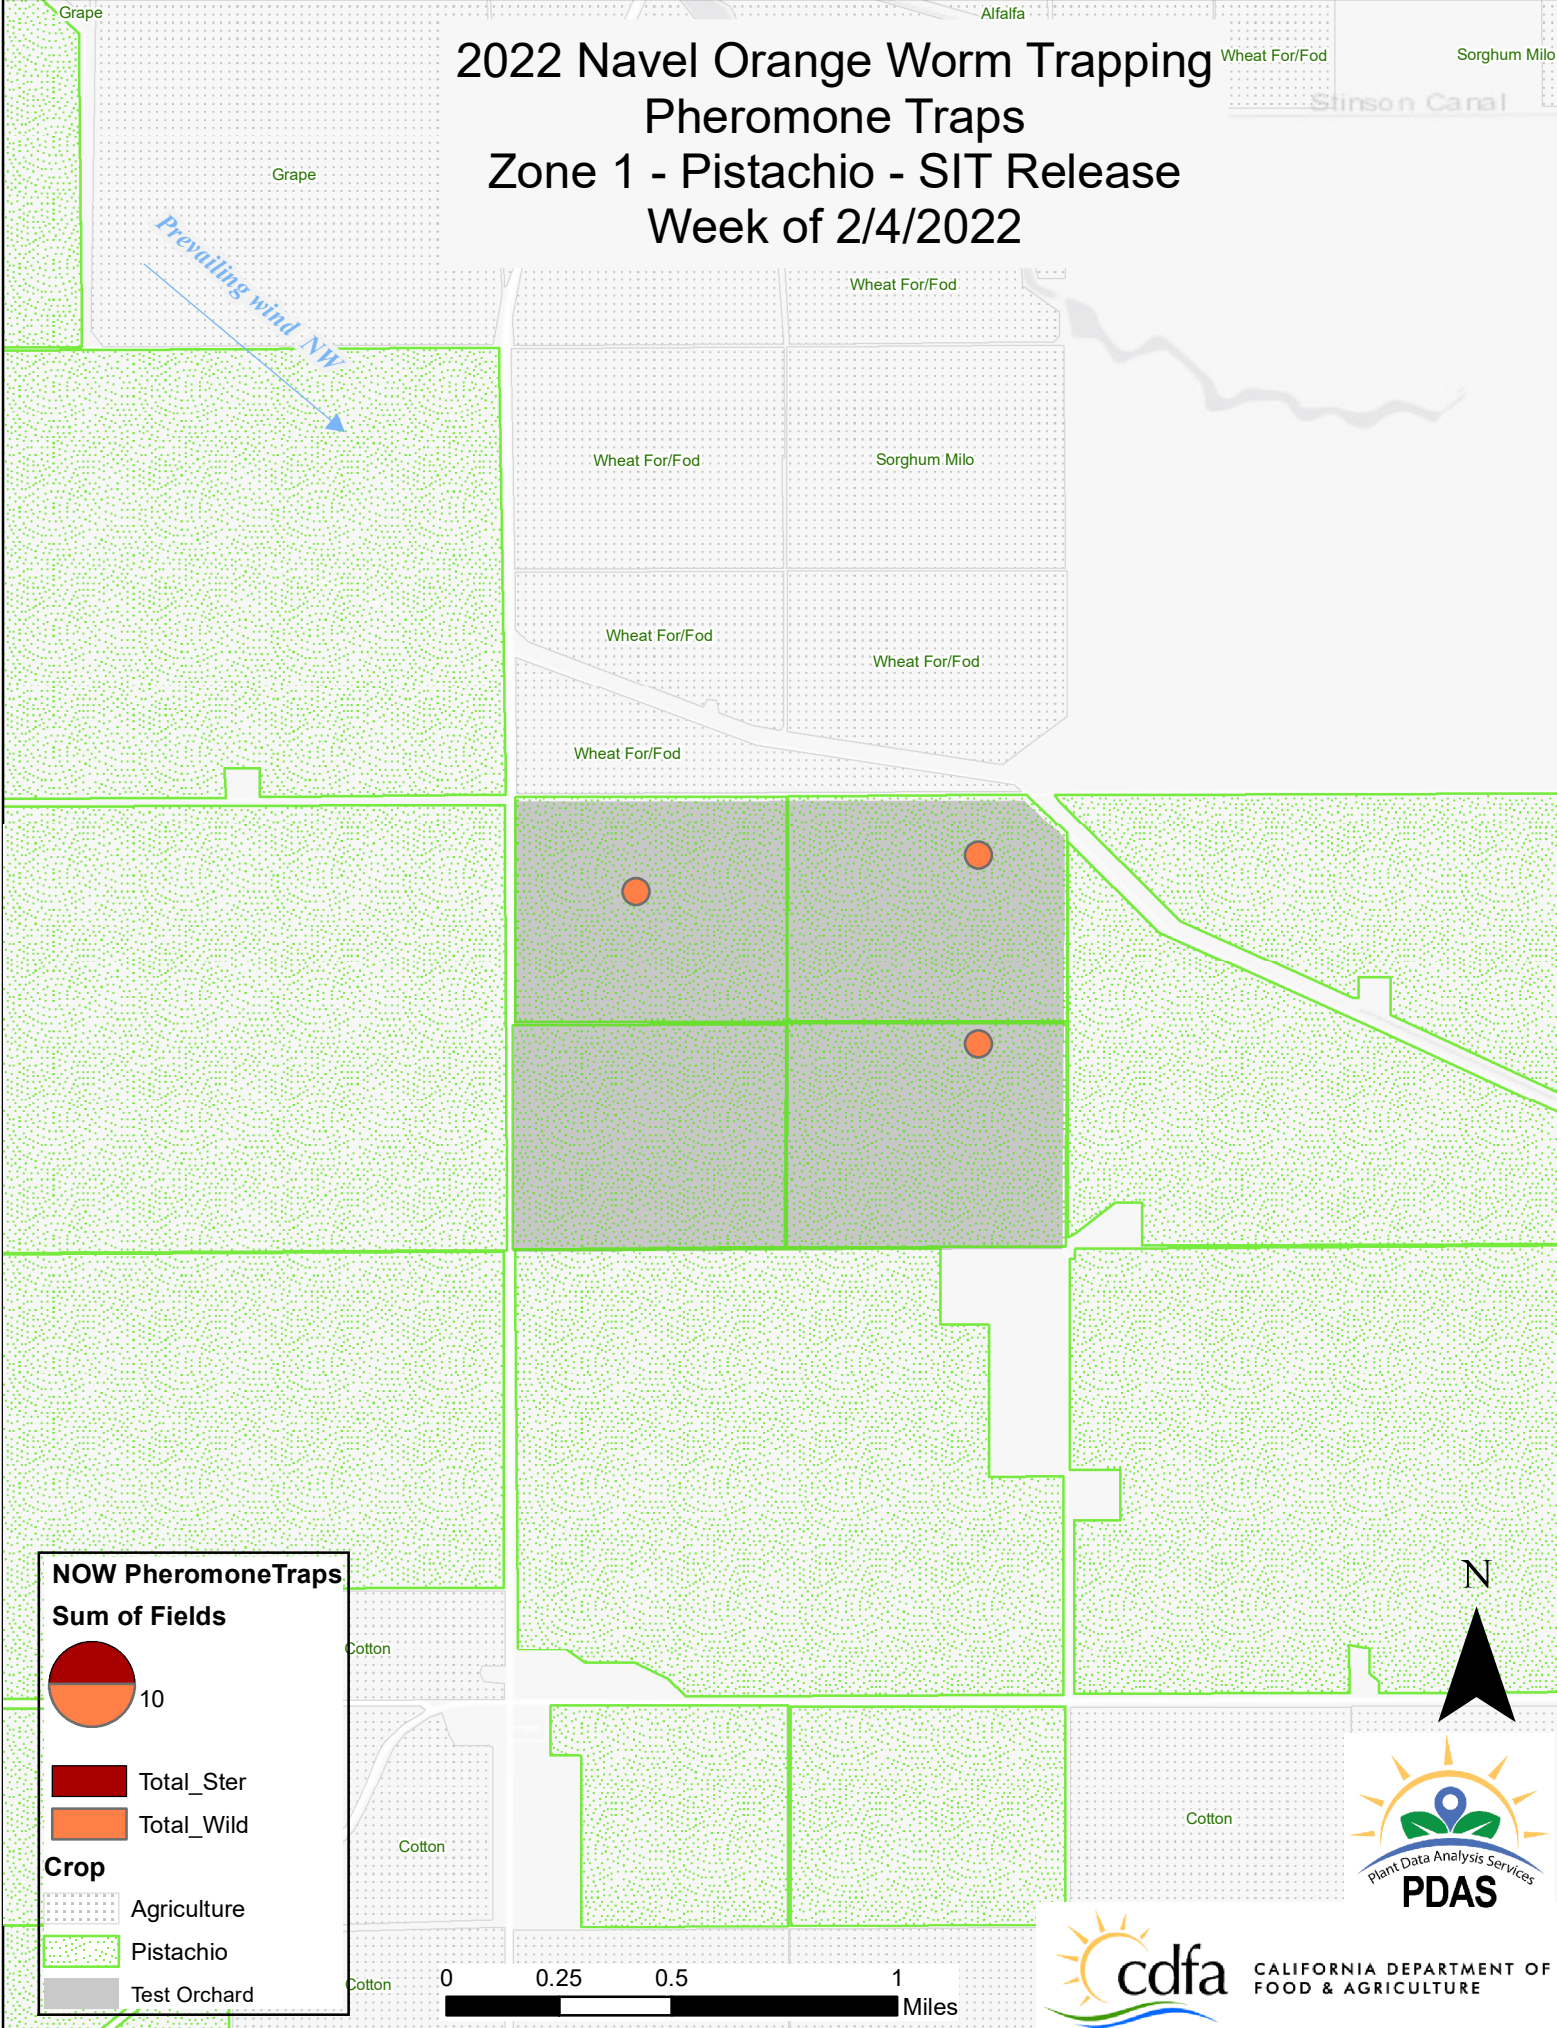 Grape
Alfalfa
2022 Navel Orange Worm Trapping
Pheromone Traps
Zone 1 - Pistachio - SIT Release
Week of 2/4/2022
Wheat For/Fod
Sorghum Milo
Stinson Canal
Grape
Prevailing wind NW
Wheat For/Fod
Wheat For/Fod
Sorghum Milo
Wheat For/Fod
Wheat For/Fod
Wheat For/Fod
NOW PheromoneTraps
Sum of Fields
10
Total_Ster
Total_Wild
Crop
Agriculture
Pistachio
Test Orchard
Cotton
Cotton
Cotton
Cotton
0 0.25 0.5 1
Miles
N
Plant Data Analysis Services
PDAS
cdfa
CALIFORNIA DEPARTMENT OF
FOOD & AGRICULTURE